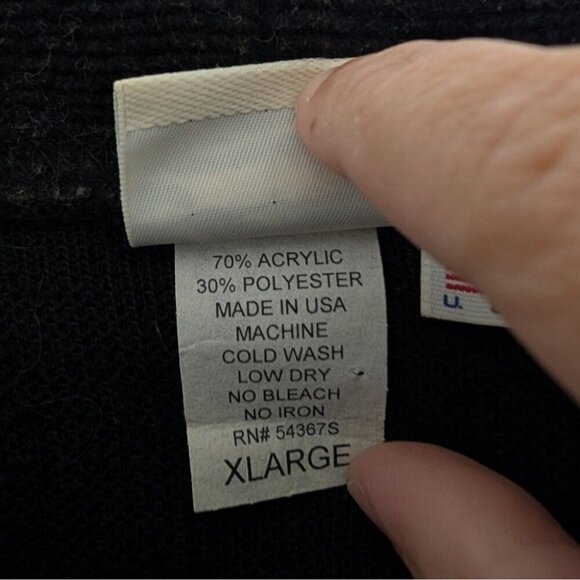 70% ACRYLIC
30% POLYESTER
MADE IN USA
MACHINE
COLD WASH
LOW DRY
NO BLEACH
NO IRON
RN# 54367S
XLARGE
U.